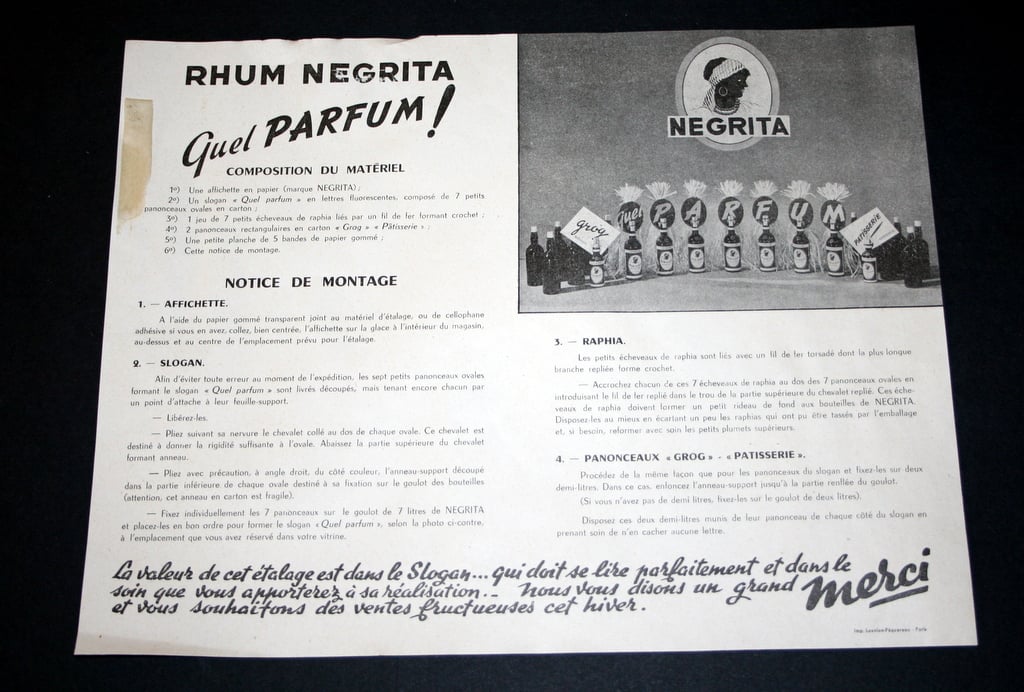 RHUM NEGRITA
Quel PARFUM !
COMPOSITION DU MATÉRIEL
1º) Une affichette en papier (marque NEGRITA) ;
2º) Un slogan « Quel parfum » en lettres fluorescentes, composé de 7 petits
panonceaux ovales en carton ;
3º) 1 jeu de 7 petits écheveaux de raphia liés par un fil de fer formant crochet ;
4º) 2 panonceaux rectangulaires en carton « Grog » « Pâtisserie » ;
5º) Une petite planche de 5 bandes de papier gommé ;
6º) Cette notice de montage.
NOTICE DE MONTAGE
1. — AFFICHETTE.
A l'aide du papier gommé transparent joint au matériel d'étalage, ou de cellophane
adhésive si vous en avez, collez, bien centrée, l'affichette sur la glace à l'intérieur du magasin,
au-dessus et au centre de l'emplacement prévu pour l'étalage.
2. — SLOGAN.
Afin d'éviter toute erreur au moment de l'expédition, les sept petits panonceaux ovales
formant le slogan « Quel parfum » sont livrés découpés, mais tenant encore chacun par
un point d'attache à leur feuille-support.
— Libérez-les.
— Pliez suivant sa nervure le chevalet collé au dos de chaque ovale. Ce chevalet est
destiné à donner la rigidité suffisante à l'ovale. Abaissez la partie supérieure du chevalet
formant anneau.
— Pliez avec précaution, à angle droit, du côté couleur, l'anneau-support découpé
dans la partie inférieure de chaque ovale destiné à sa fixation sur le goulot des bouteilles
(attention, cet anneau en carton est fragile).
— Fixez individuellement les 7 panonceaux sur le goulot de 7 litres de NEGRITA
et placez-les en bon ordre pour former le slogan « Quel parfum », selon la photo ci-contre,
à l'emplacement que vous avez réservé dans votre vitrine.
NEGRITA
grog
Quel P A R F U M
PATISSERIE
3. — RAPHIA.
Les petits écheveaux de raphia sont liés avec un fil de fer torsadé dont la plus longue
branche repliée forme crochet.
— Accrochez chacun de ces 7 écheveaux de raphia au dos des 7 panonceaux ovales en
introduisant le fil de fer replié dans le trou de la partie supérieure du chevalet replié. Ces éche-
veaux de raphia doivent former un petit rideau de fond aux bouteilles de NEGRITA.
Disposez-les au mieux en écartant un peu les raphias qui ont pu être tassés par l'emballage
et, si besoin, reformer avec soin les petits plumets supérieurs.
4. — PANONCEAUX « GROG » - « PATISSERIE ».
Procédez de la même façon que pour les panonceaux du slogan et fixez-les sur deux
demi-litres. Dans ce cas, enfoncez l'anneau-support jusqu'à la partie renflée du goulot.
(Si vous n'avez pas de demi litres, fixez-les sur le goulot de deux litres).
Disposez ces deux demi-litres munis de leur panonceau de chaque côté du slogan en
prenant soin de n'en cacher aucune lettre.
La valeur de cet étalage est dans le Slogan... qui doit se lire parfaitement et dans le
soin que vous apporterez à sa réalisation. - Nous vous disons un grand merci
et vous souhaitons des ventes fructueuses cet hiver.